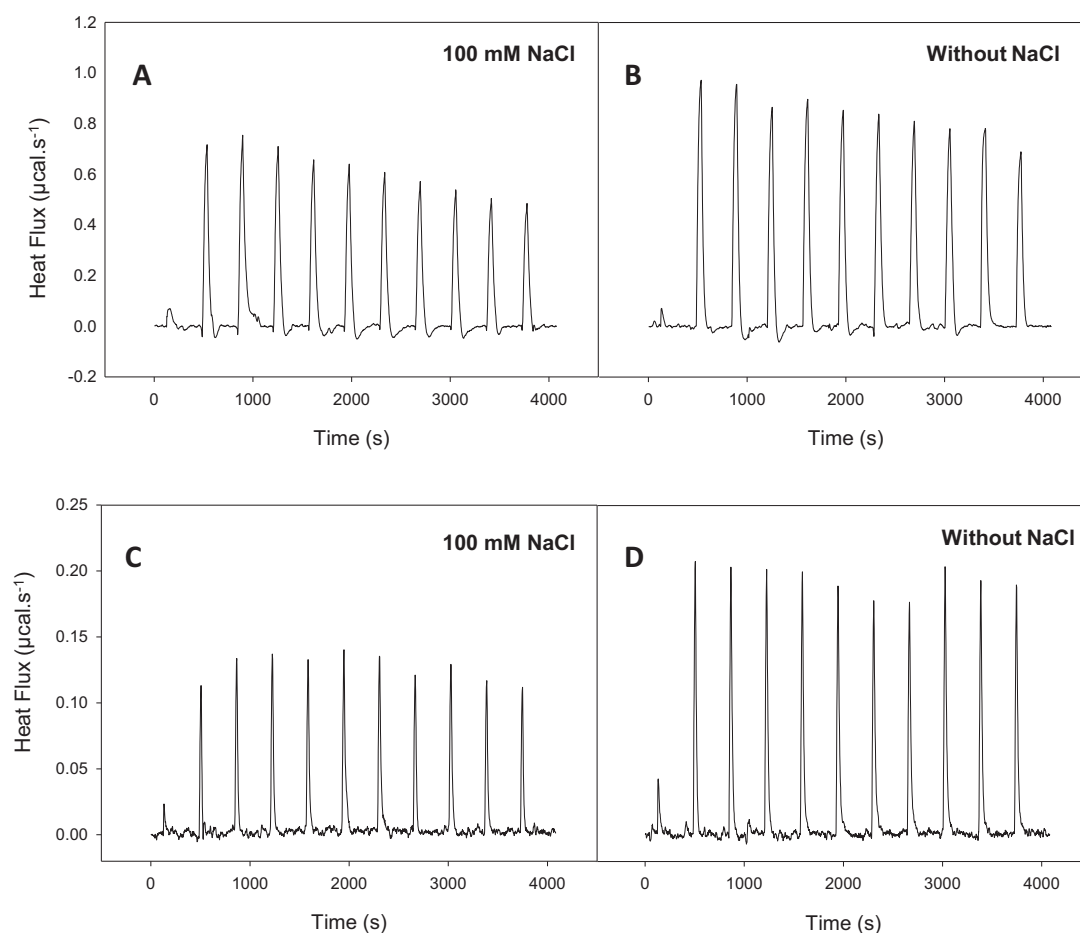 A
100 mM NaCl
B
Without NaCl
Heat Flux (µcal.s⁻¹)
1.2
1.0
0.8
0.6
0.4
0.2
0.0
-0.2
0 1000 2000 3000 4000
0 1000 2000 3000 4000
Time (s)
Time (s)
C
100 mM NaCl
D
Without NaCl
Heat Flux (µcal.s⁻¹)
0.25
0.20
0.15
0.10
0.05
0.00
0 1000 2000 3000 4000
0 1000 2000 3000 4000
Time (s)
Time (s)